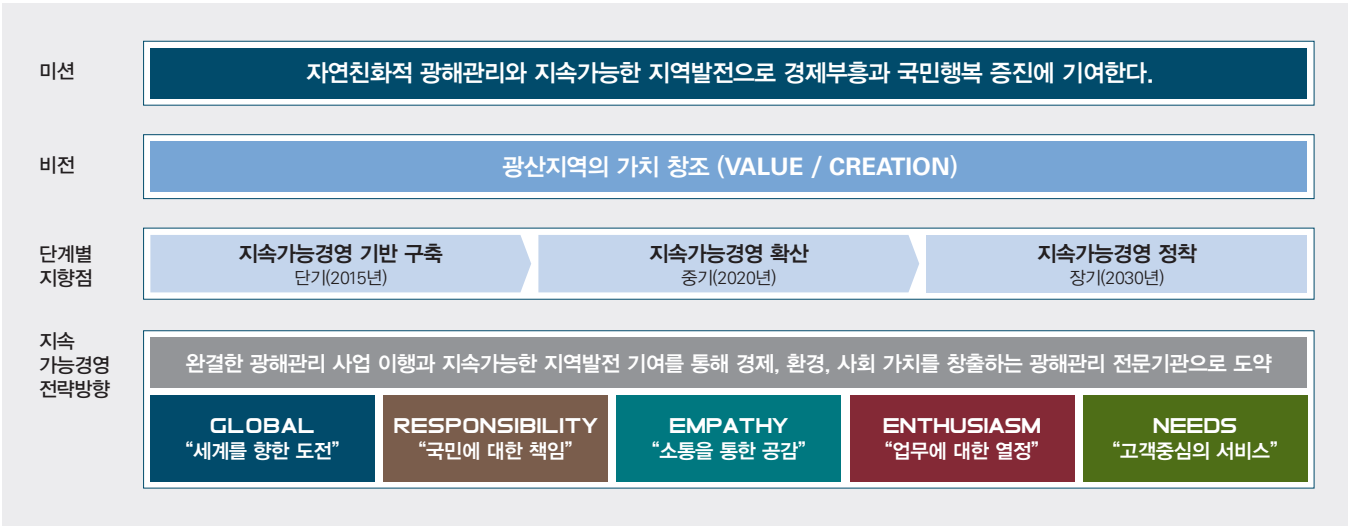 미션
자연친화적 광해관리와 지속가능한 지역발전으로 경제부흥과 국민행복 증진에 기여한다.
비전
광산지역의 가치 창조 (VALUE / CREATION)
단계별
지향점
지속가능경영 기반 구축
단기(2015년)
지속가능경영 확산
중기(2020년)
지속가능경영 정착
장기(2030년)
지속
가능경영
전략방향
완결한 광해관리 사업 이행과 지속가능한 지역발전 기여를 통해 경제, 환경, 사회 가치를 창출하는 광해관리 전문기관으로 도약
GLOBAL
“세계를 향한 도전”
RESPONSIBILITY
“국민에 대한 책임”
EMPATHY
“소통을 통한 공감”
ENTHUSIASM
“업무에 대한 열정”
NEEDS
“고객중심의 서비스”